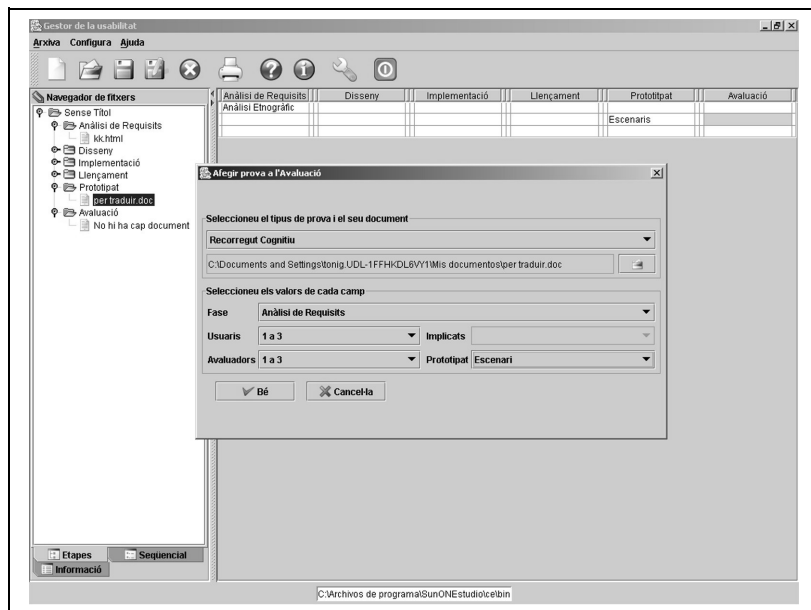 Gestor de la usabilitat
Arxiva Configura Ajuda
Navegador de fitxers
Sense Títol
Anàlisi de Requisits
kk.html
Disseny
Implementació
Llençament
Prototipat
per traduir.doc
Avaluació
No hi ha cap document
Etapes Seqüencial
Informació
Anàlisi de Requisits Disseny Implementació Llençament Prototitpat Avaluació
Anàlisi Etnogràfic
Escenaris
Afegir prova a l'Avaluació
Seleccioneu el tipus de prova i el seu document
Recorregut Cognitiu
C:\Documents and Settings\tonig.UDL-1FFHKDL6VY1\Mis documentos\per traduir.doc
Seleccioneu els valors de cada camp
Fase Anàlisi de Requisits
Usuaris 1 a 3 Implicats
Avaluadors 1 a 3 Prototipat Escenari
Bé Cancel·la
C:\Archivos de programa\SunONEstudio\ce\bin